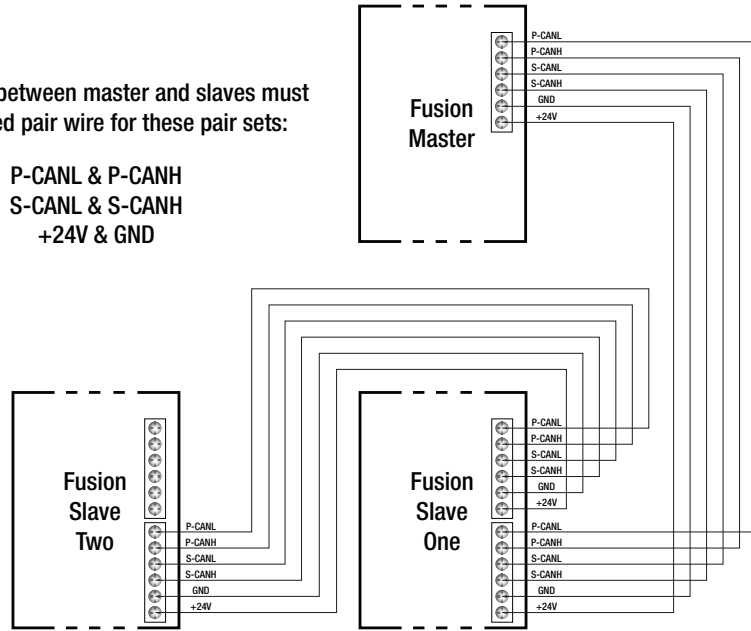 between master and slaves must
pair wire for these pair sets:
P-CANL & P-CANH
S-CANL & S-CANH
+24V & GND
Fusion
Master
P-CANL
P-CANH
S-CANL
S-CANH
GND
+24V
Fusion
Slave
Two
P-CANL
P-CANH
S-CANL
S-CANH
GND
+24V
Fusion
Slave
One
P-CANL
P-CANH
S-CANL
S-CANH
GND
+24V
P-CANL
P-CANH
S-CANL
S-CANH
GND
+24V